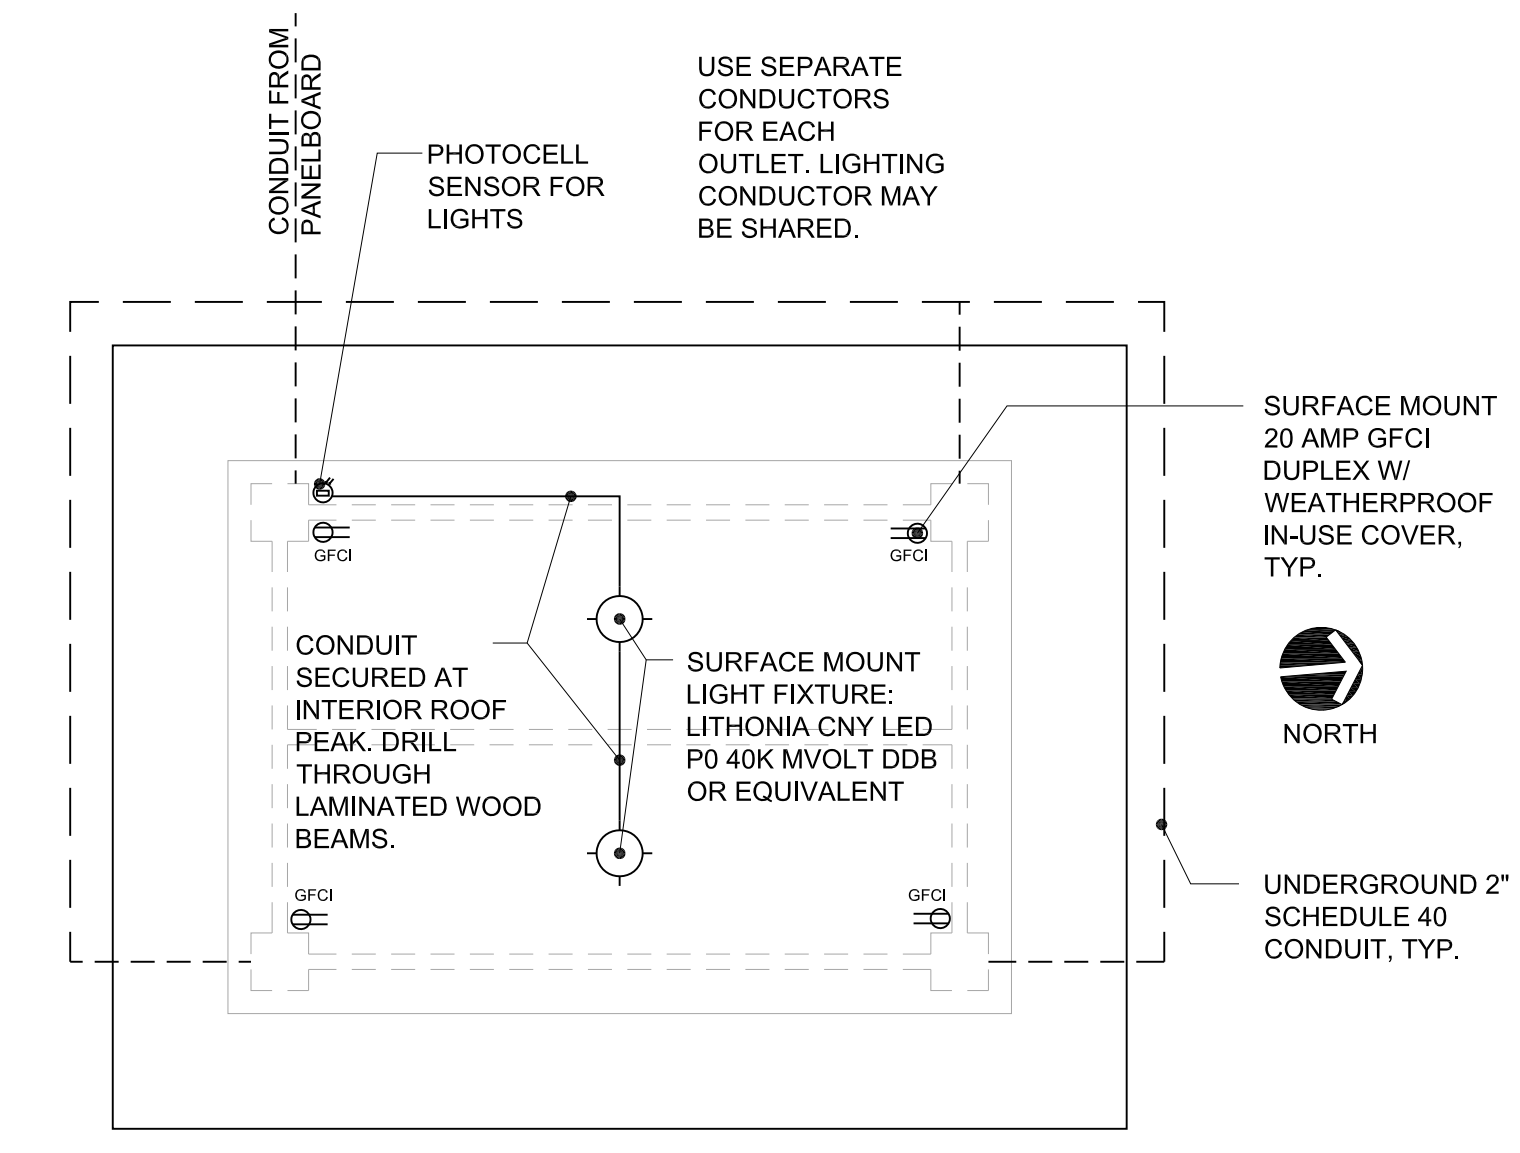 CONDUIT FROM
PANELBOARD
PHOTOCELL
SENSOR FOR
LIGHTS
USE SEPARATE
CONDUCTORS
FOR EACH
OUTLET. LIGHTING
CONDUCTOR MAY
BE SHARED.
SURFACE MOUNT
20 AMP GFCI
DUPLEX W/
WEATHERPROOF
IN-USE COVER,
TYP.
GFCI
GFCI
CONDUIT
SECURED AT
INTERIOR ROOF
PEAK. DRILL
THROUGH
LAMINATED WOOD
BEAMS.
SURFACE MOUNT
LIGHT FIXTURE:
LITHONIA CNY LED
P0 40K MVOLT DDB
OR EQUIVALENT
NORTH
GFCI
GFCI
UNDERGROUND 2"
SCHEDULE 40
CONDUIT, TYP.